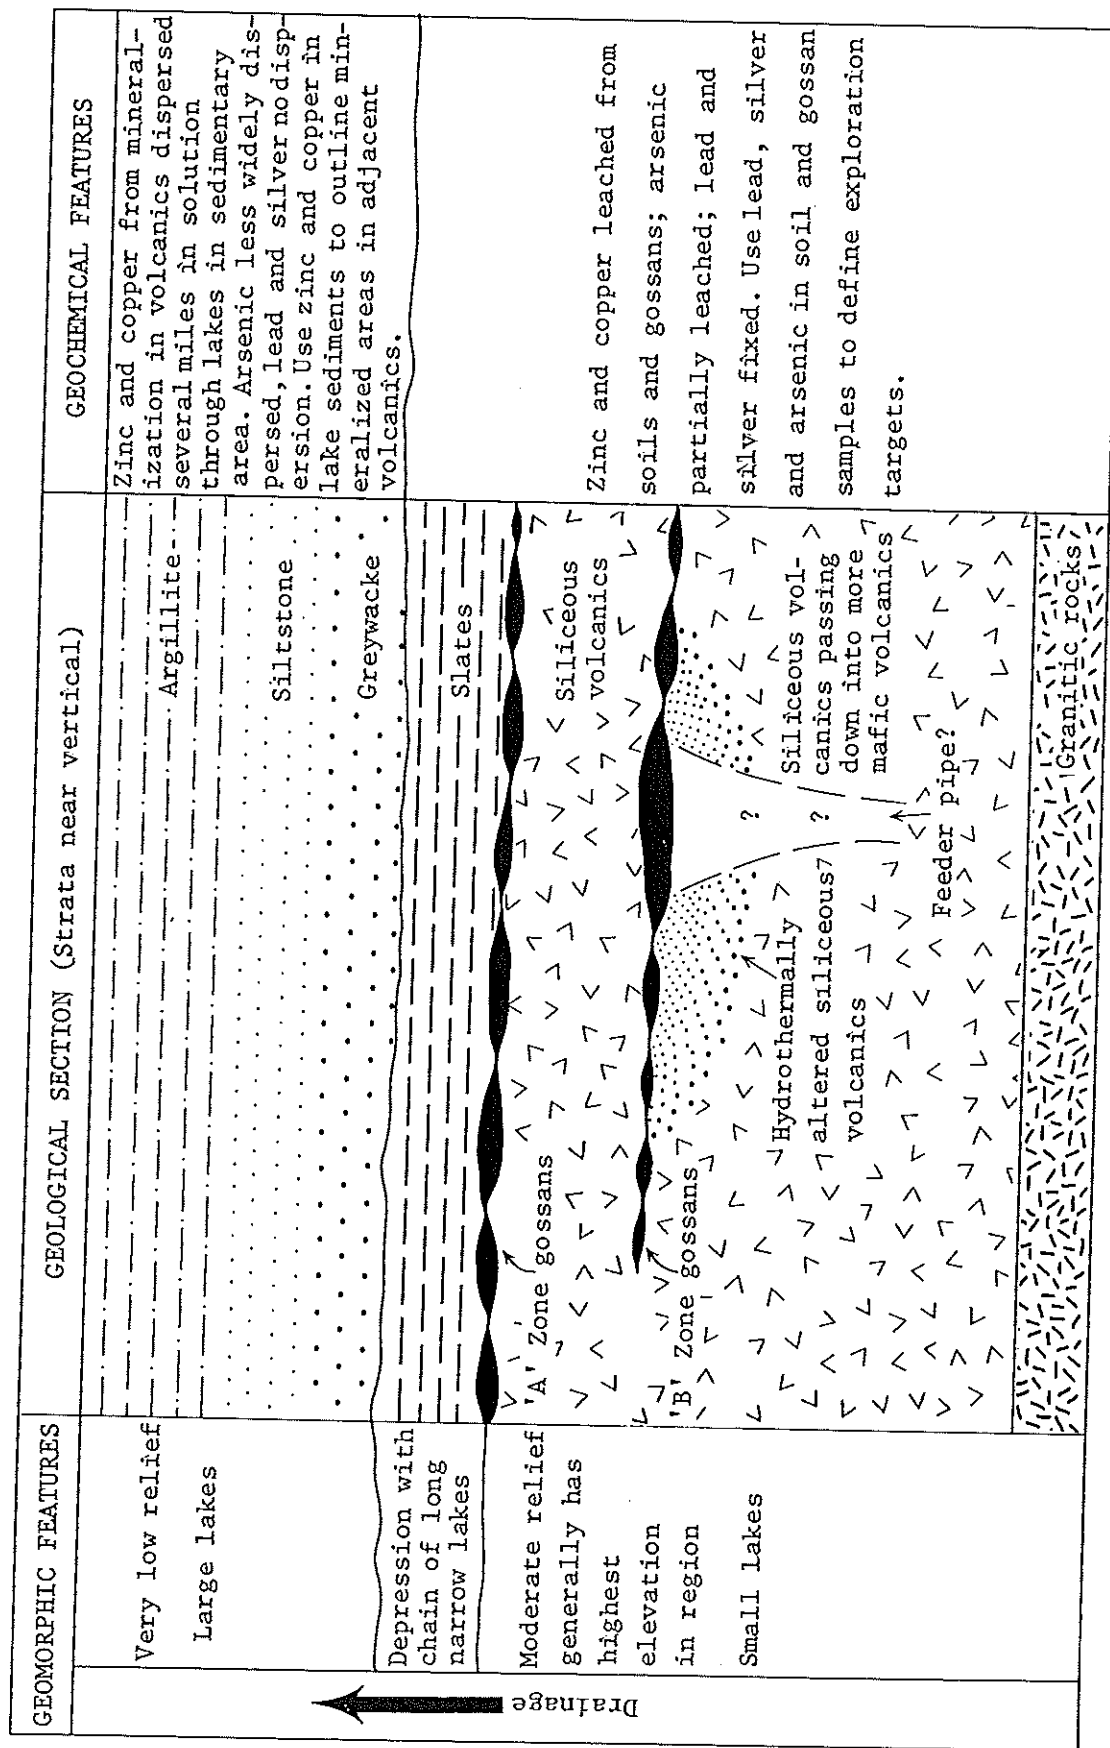 GEOMORPHIC FEATURES
GEOLOGICAL SECTION (Strata near vertical)
GEOCHEMICAL FEATURES
Drainage
Very low relief
Large lakes
Depression with
chain of long
narrow lakes
Moderate relief
generally has
highest
elevation
in region
Small lakes
Argillite
Siltstone
Greywacke
Slates
'A' Zone gossans
Siliceous
volcanics
'B' Zone gossans
Hydrothermally
altered siliceous?
volcanics
?
?
Feeder pipe?
Siliceous vol-
canics passing
down into more
mafic volcanics
Granitic rocks
Zinc and copper from mineral-
ization in volcanics dispersed
several miles in solution
through lakes in sedimentary
area. Arsenic less widely dis-
persed, lead and silver no disp-
ersion. Use zinc and copper in
lake sediments to outline min-
eralized areas in adjacent
volcanics.
Zinc and copper leached from
soils and gossans; arsenic
partially leached; lead and
silver fixed. Use lead, silver
and arsenic in soil and gossan
samples to define exploration
targets.